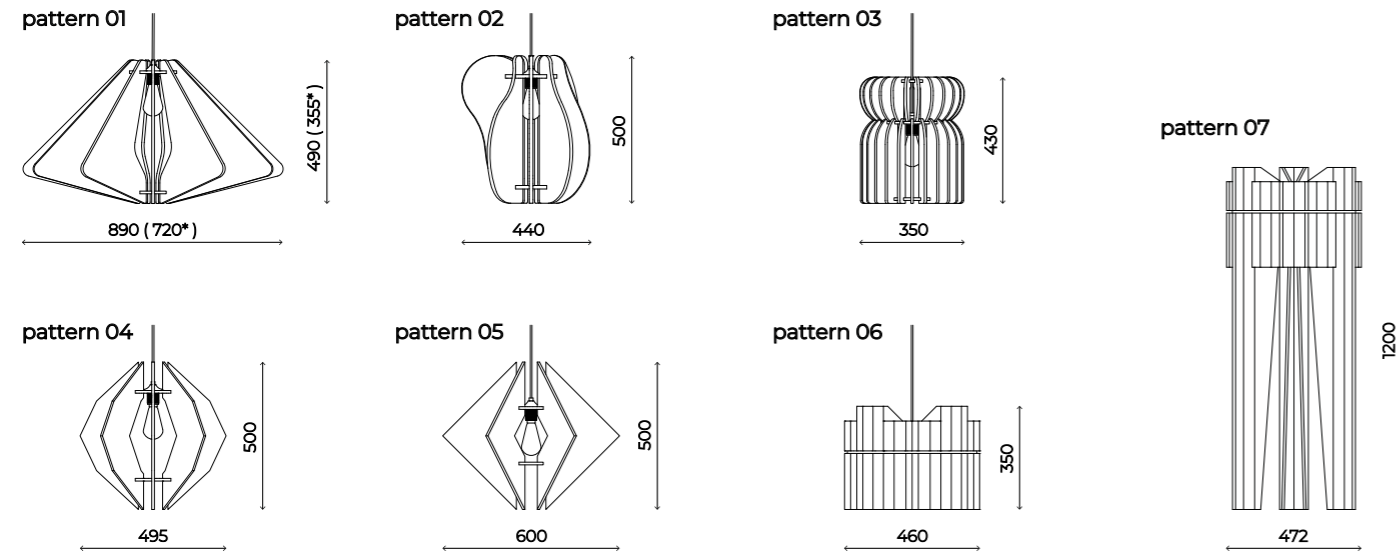 pattern 01
490 ( 355* )
890 ( 720* )
pattern 02
500
440
pattern 03
430
350
pattern 07
1200
472
pattern 04
500
495
pattern 05
500
600
pattern 06
350
460